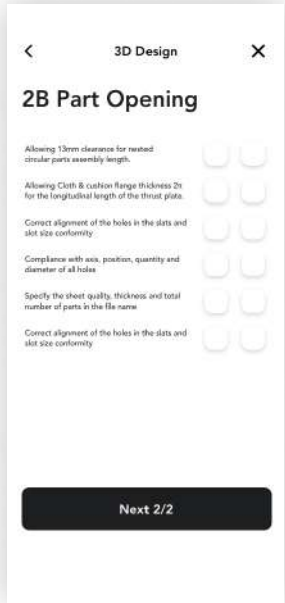 3D Design
2B Part Opening
Allowing 13mm clearance for nested
circular parts assembly length.
Allowing Cloth & cushion flange thickness 2π
for the longitudinal length of the thrust plate.
Correct alignment of the holes in the slats and
slot size conformity
Compliance with axis, position, quantity and
diameter of all holes
Specify the sheet quality, thickness and total
number of parts in the file name
Correct alignment of the holes in the slats and
slot size conformity
Next 2/2